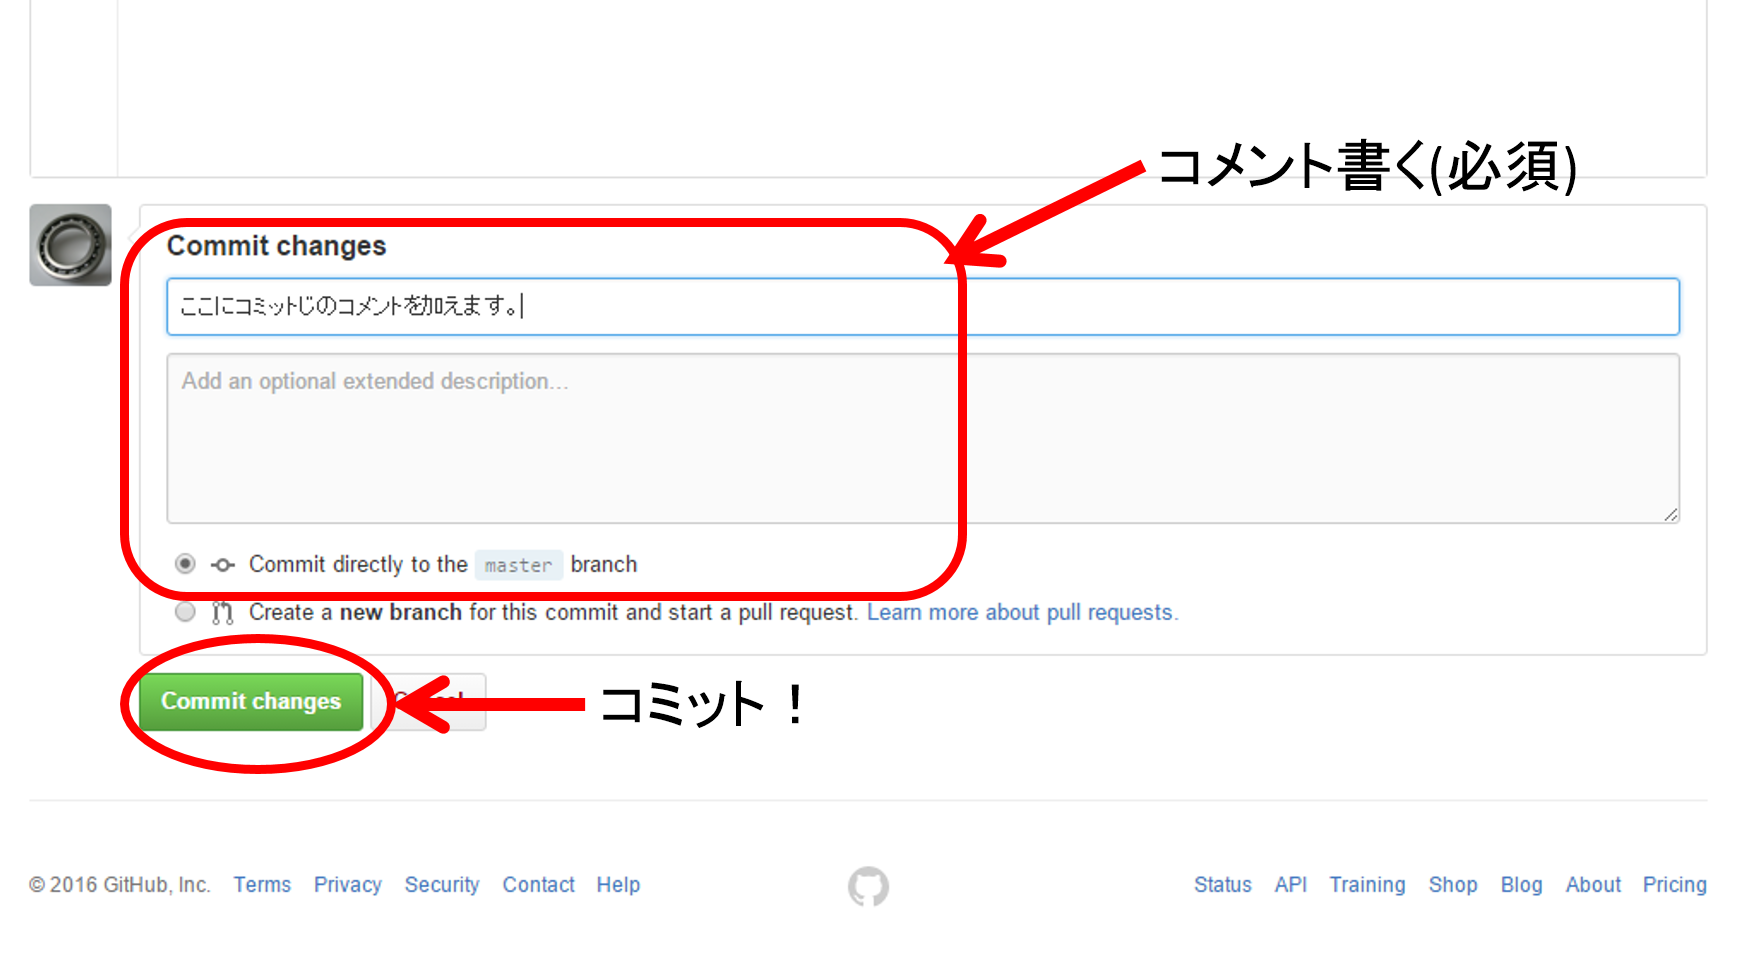 コメント書く(必須)
Commit changes
ここにコミットじのコメントを加えます。
Add an optional extended description...
Commit directly to the master branch
Create a new branch for this commit and start a pull request. Learn more about pull requests.
Commit changes
コミット！
© 2016 GitHub, Inc. Terms Privacy Security Contact Help
Status API Training Shop Blog About Pricing